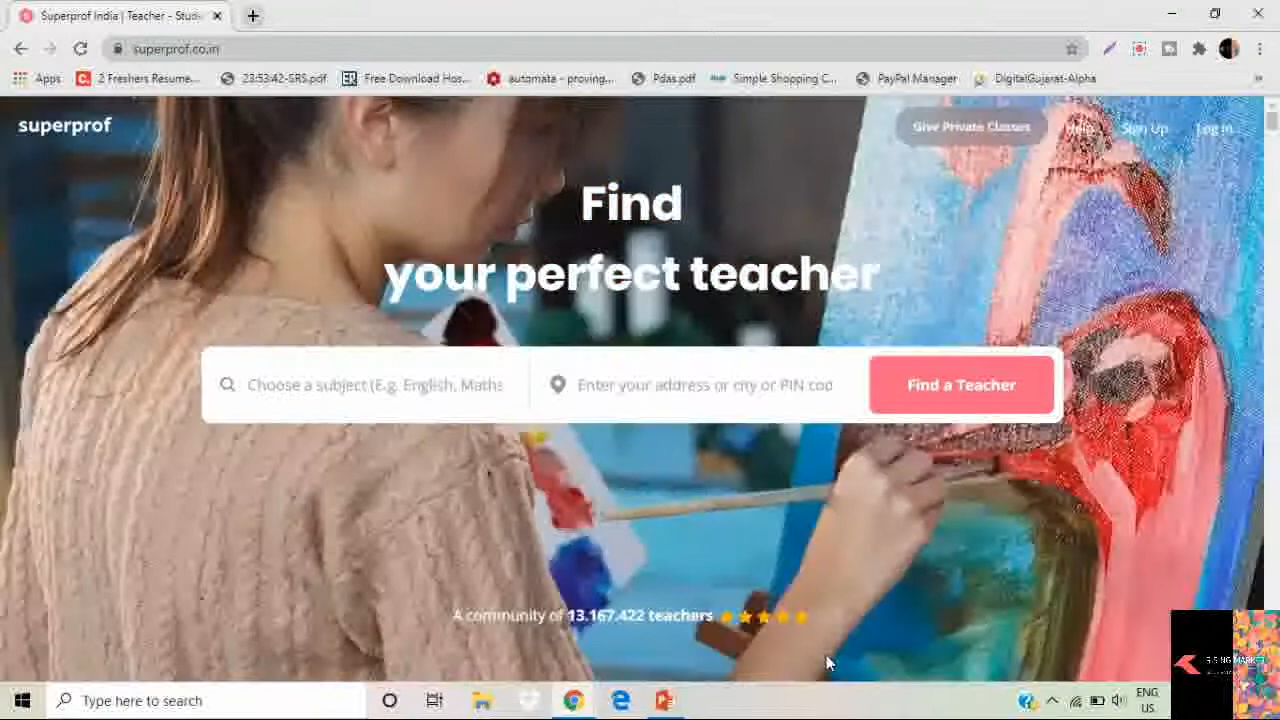 Superprof India | Teacher - Stude
superprof.co.in
Apps
2 Freshers Resume...
23:53:42-SRS.pdf
Free Download Hos...
automata - proving...
Pdas.pdf
Simple Shopping C...
PayPal Manager
DigitalGujarat-Alpha
»
superprof
Give Private Classes
Help
Sign Up
Log in
Find
your perfect teacher
Choose a subject (E.g. English, Maths
Enter your address or city or PIN cod
Find a Teacher
A community of 13.167.422 teachers
Type here to search
ENG
US